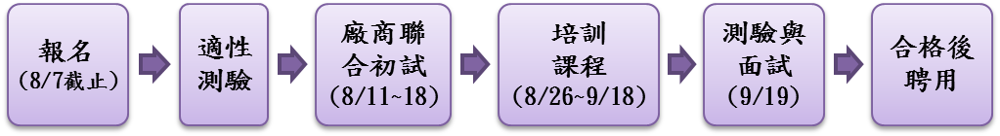 報名
(8/7截止)
適性
測驗
廠商聯
合初試
(8/11~18)
培訓
課程
(8/26~9/18)
測驗與
面試
(9/19)
合格後
聘用